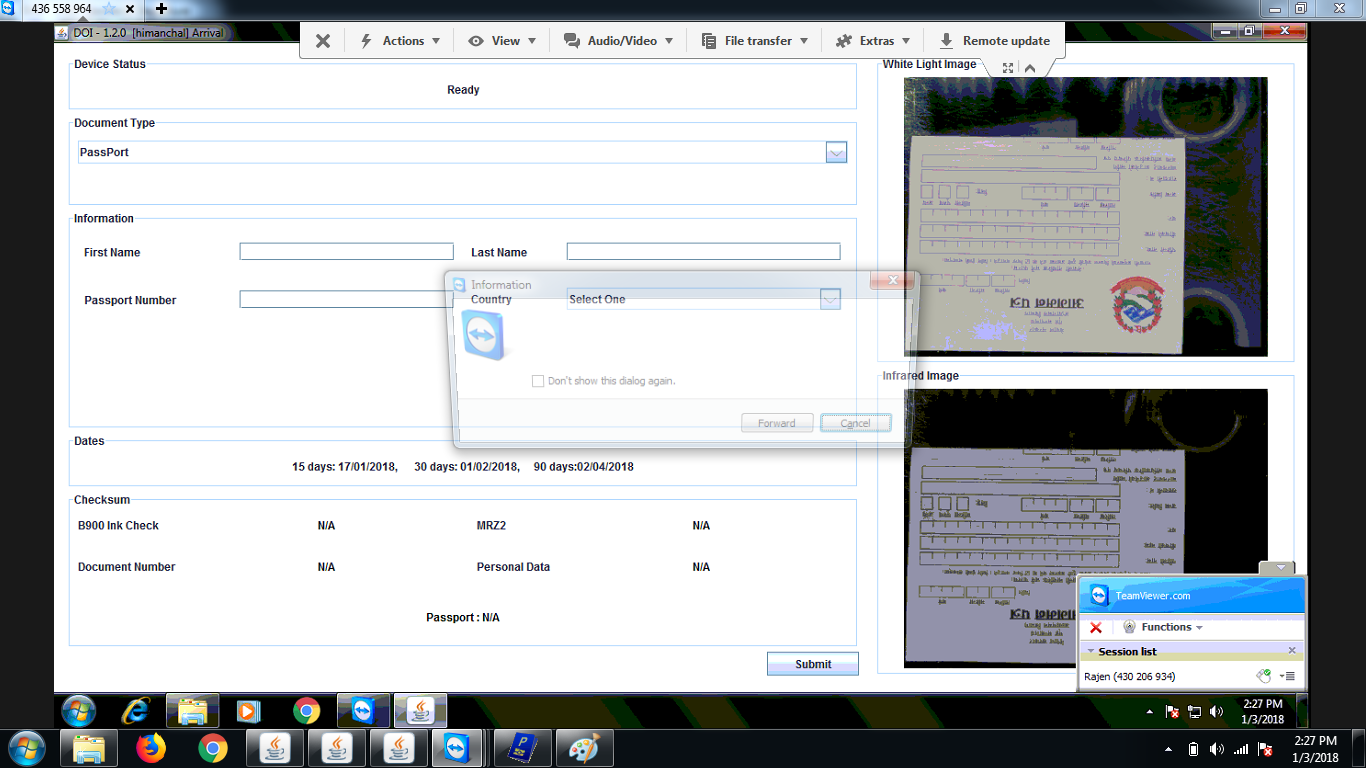 436 558 964
DOI - 1.2.0 [himanchal] Arrival
Actions
View
Audio/Video
File transfer
Extras
Remote update
Device Status
Ready
Document Type
PassPort
Information
First Name
Last Name
Passport Number
Country
Select One
Information
Don't show this dialog again.
Forward
Cancel
Dates
15 days: 17/01/2018, 30 days: 01/02/2018, 90 days:02/04/2018
Checksum
B900 Ink Check N/A MRZ2 N/A
Document Number N/A Personal Data N/A
Passport : N/A
Submit
White Light Image
Infrared Image
TeamViewer.com
Functions
Session list
Rajen (430 206 934)
2:27 PM
1/3/2018
2:27 PM
1/3/2018